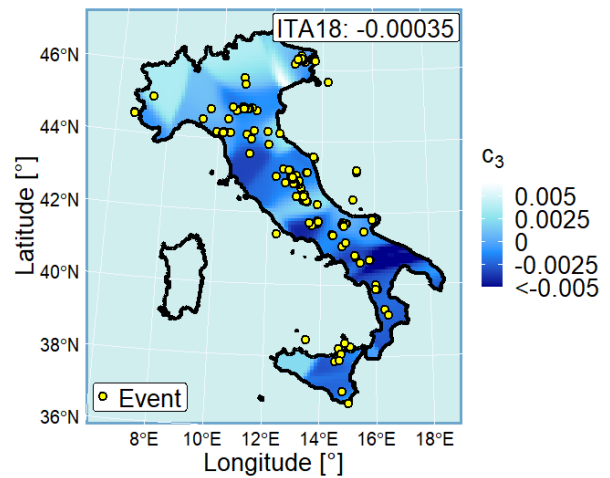 ITA18: -0.00035
46°N
44°N
42°N
40°N
38°N
36°N
Latitude [°]
Event
8°E 10°E 12°E 14°E 16°E 18°E
Longitude [°]
c3
0.005
0.0025
0
-0.0025
<-0.005